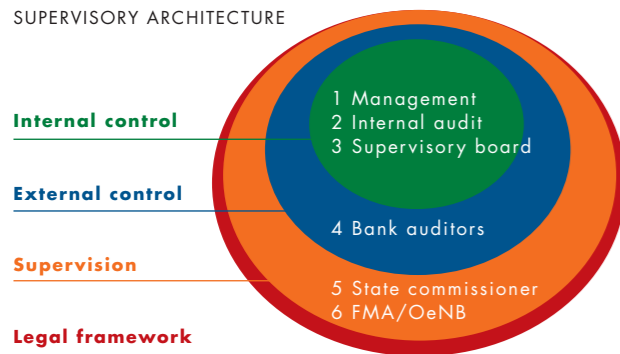 SUPERVISORY ARCHITECTURE
1 Management
2 Internal audit
3 Supervisory board
Internal control
External control
4 Bank auditors
Supervision
5 State commissioner
6 FMA/OeNB
Legal framework